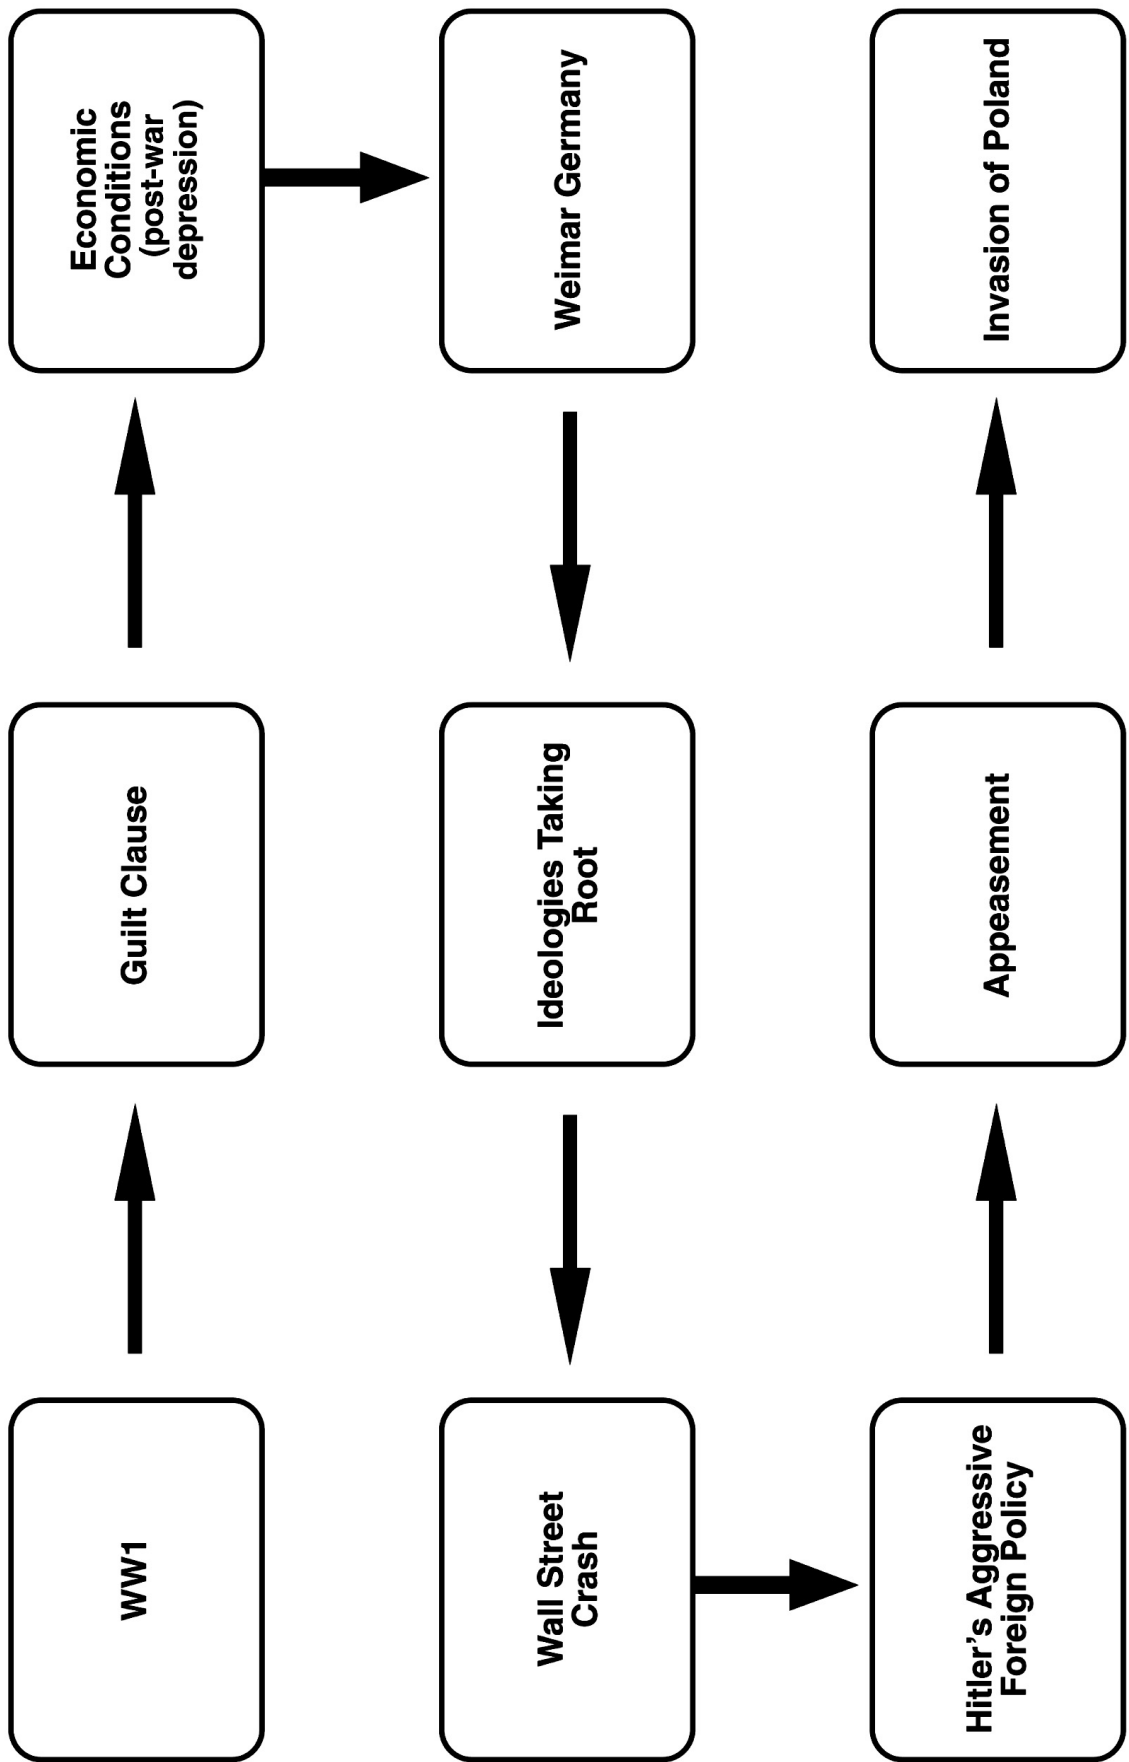 WW1
Guilt Clause
Economic
Conditions
(post-war
depression)
Weimar Germany
Ideologies Taking
Root
Wall Street
Crash
Hitler’s Aggressive
Foreign Policy
Appeasement
Invasion of Poland